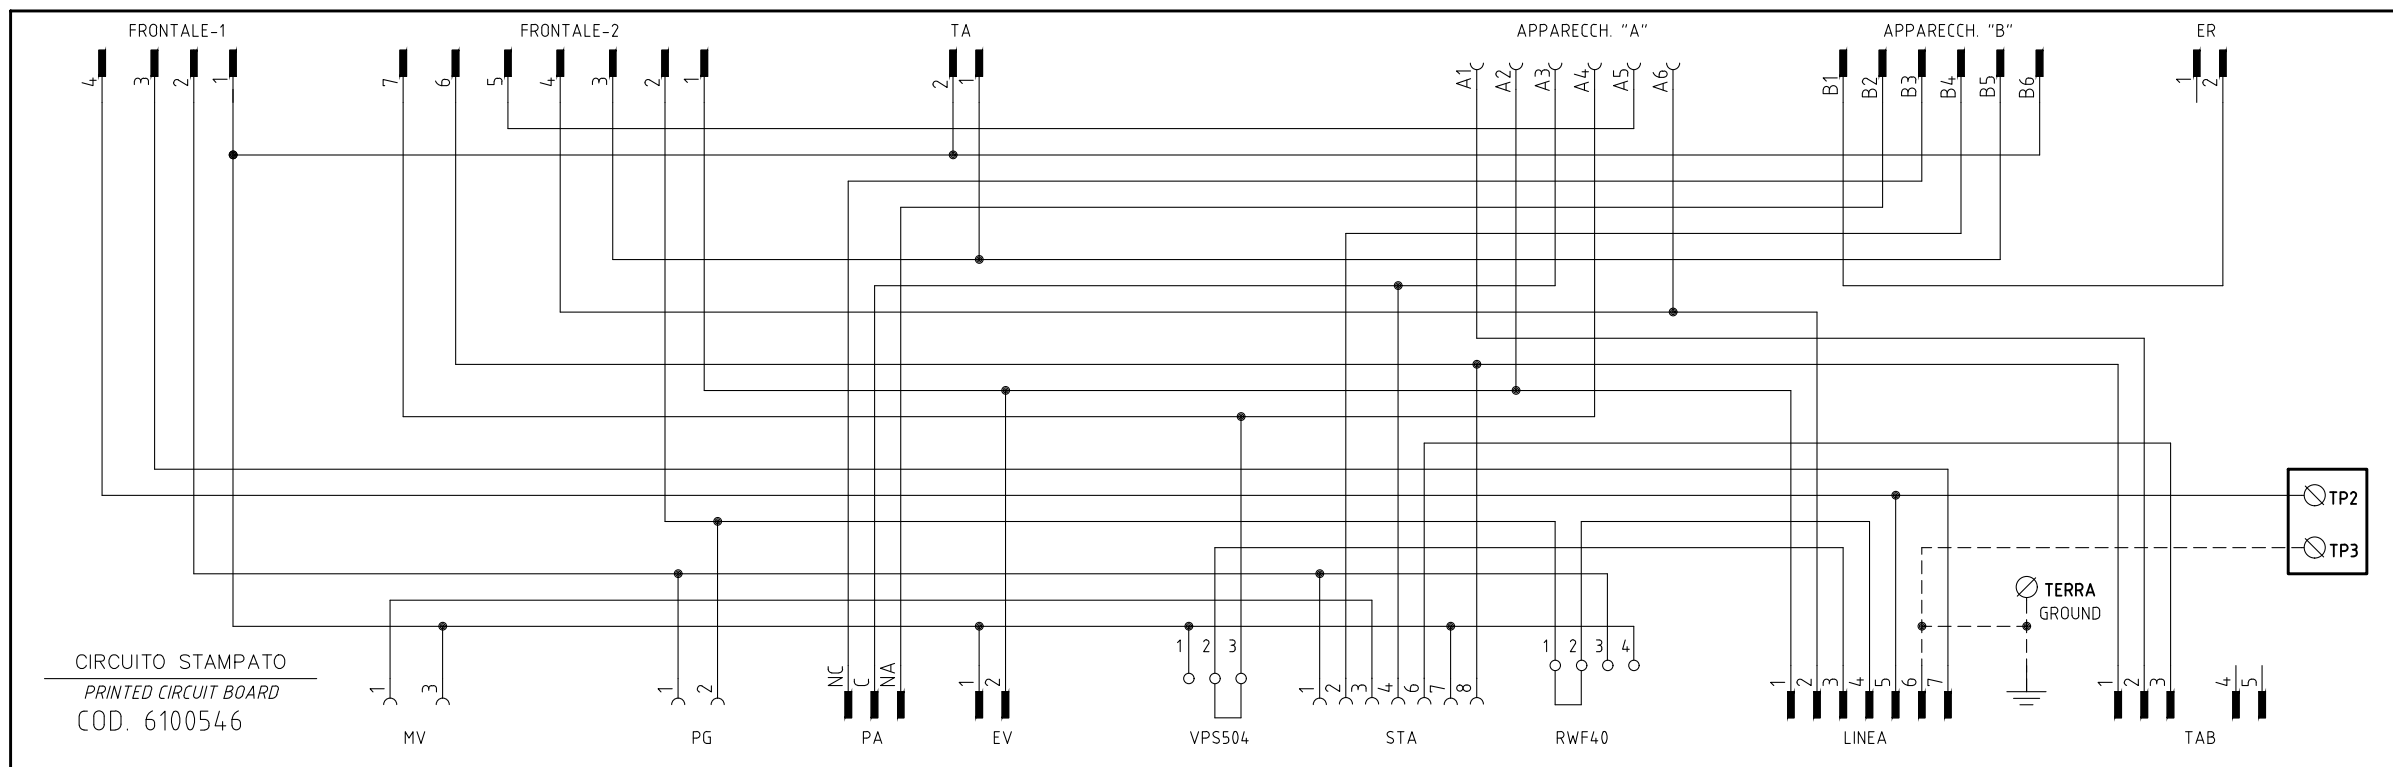 FRONTALE-1 FRONTALE-2 TA APPARECCH. "A" APPARECCH. "B" ER
4 3 2 1 7 6 5 4 3 2 1 2 1 A1 A2 A3 A4 A5 A6 B1 B2 B3 B4 B5 B6 1 2
TP2
TP3
TERRA
GROUND
CIRCUITO STAMPATO
PRINTED CIRCUIT BOARD
COD. 6100546
1 2 3 1 2 3 4
1 3 1 2 NC C NA 1 2 1 2 3 4 6 7 8 1 2 3 4 5 6 7 1 2 3 4 5
MV PG PA EV VPS504 STA RWF40 LINEA TAB